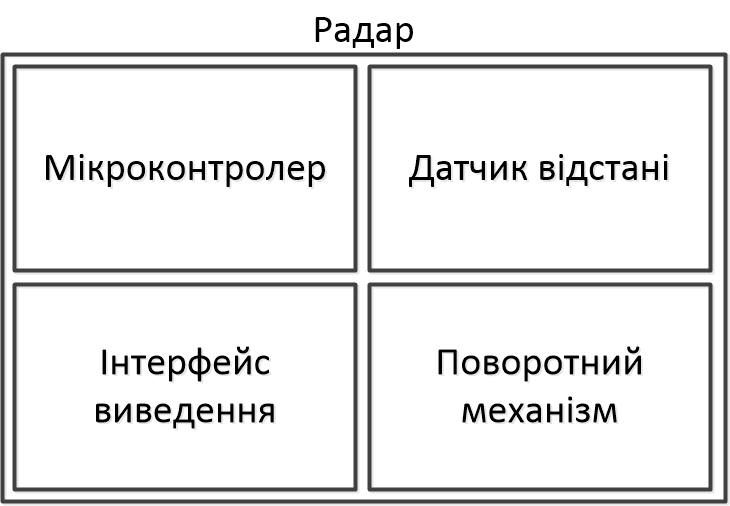 Радар
Мікроконтролер
Датчик відстані
Інтерфейс
виведення
Поворотний
механізм